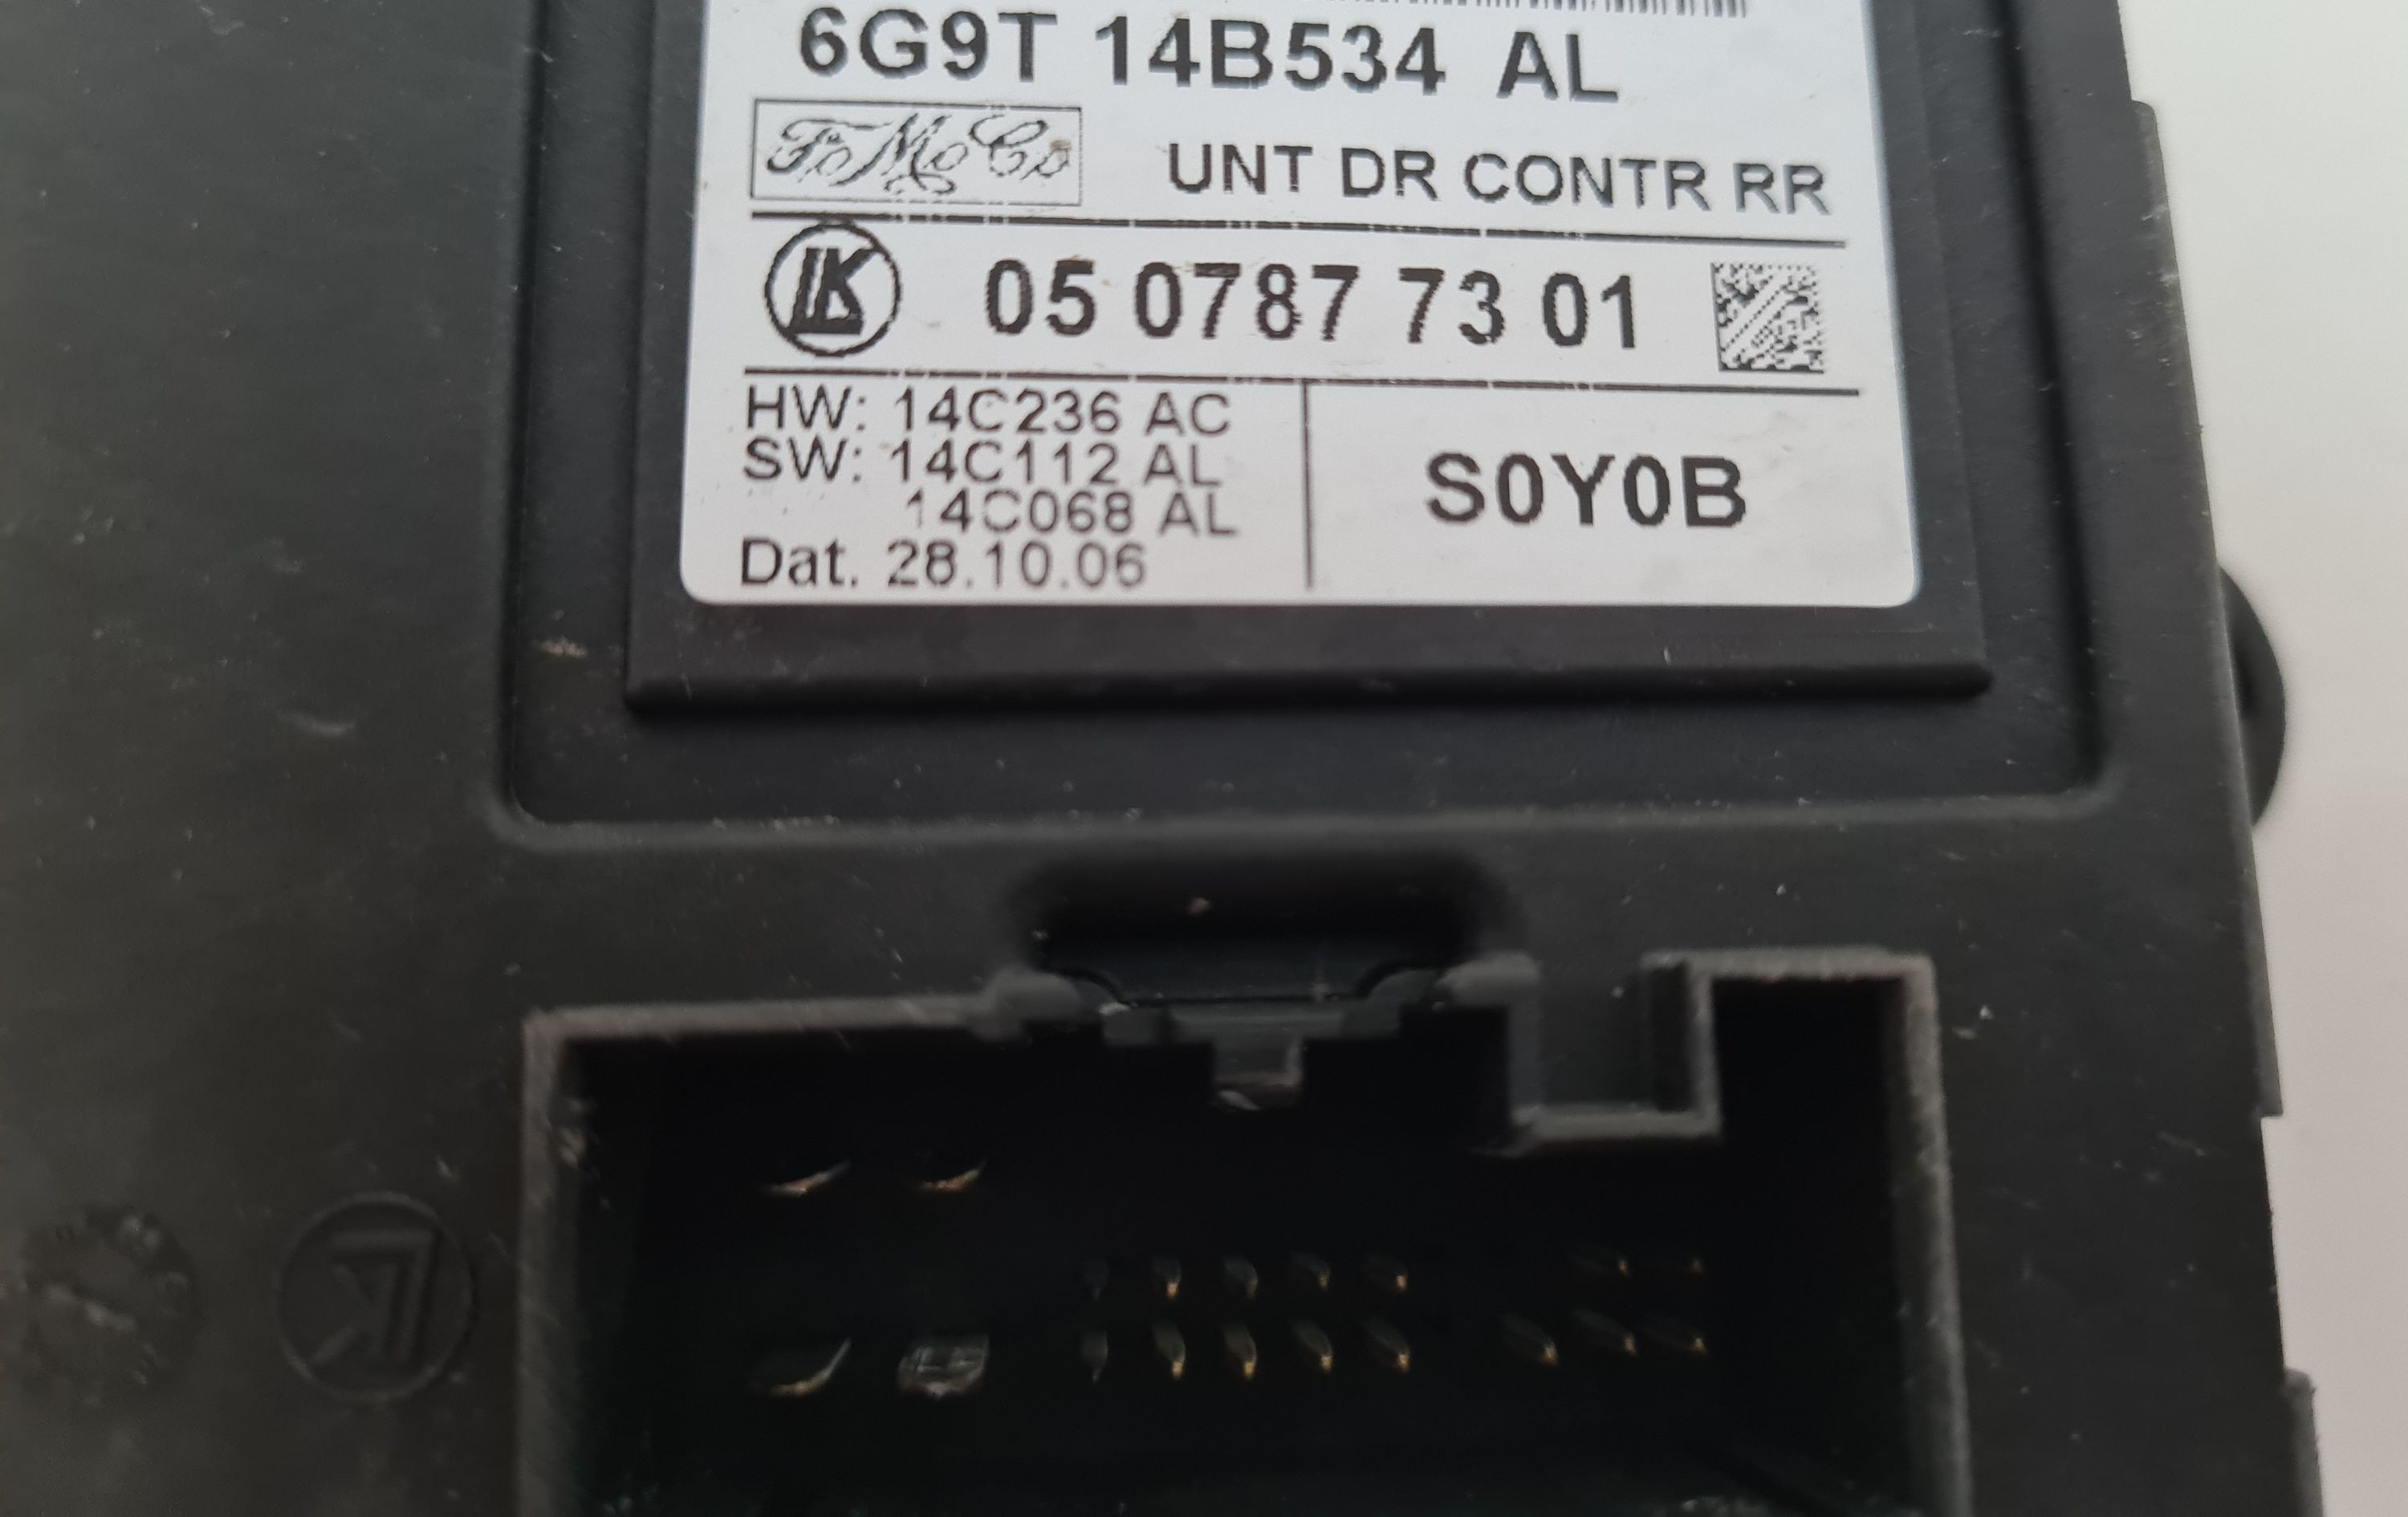 6G9T 14B534 AL
FoMoCo
UNT DR CONTR RR
LK 05 0787 73 01
HW: 14C236 AC
SW: 14C112 AL
14C068 AL
Dat. 28.10.06
S0Y0B